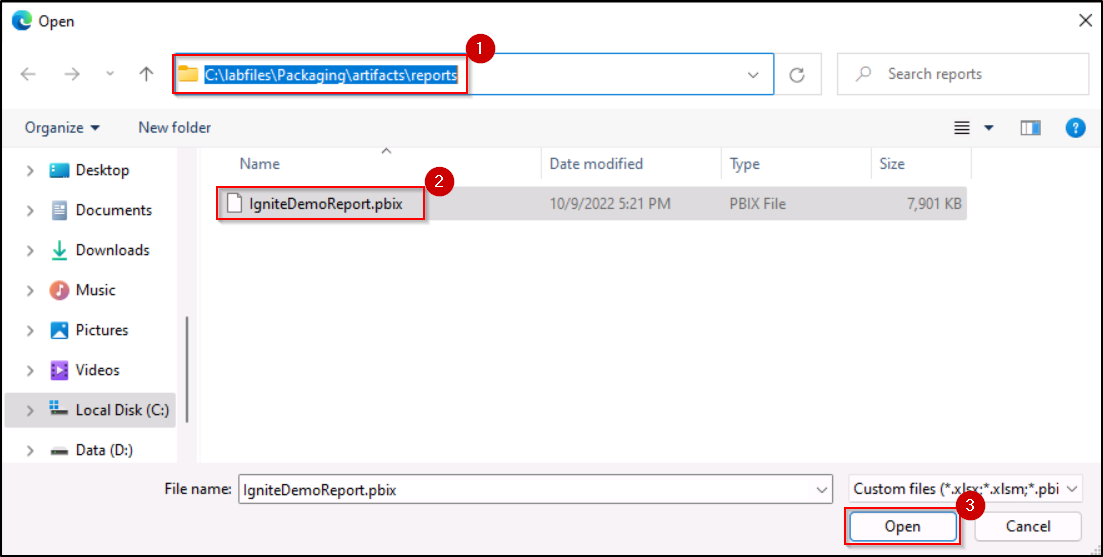 Open
1
C:\labfiles\Packaging\artifacts\reports
Search reports
Organize New folder
?
Name Date modified Type Size
2
IgniteDemoReport.pbix 10/9/2022 5:21 PM PBIX File 7,901 KB
Desktop
Documents
Downloads
Music
Pictures
Videos
Local Disk (C:)
Data (D:)
File name: IgniteDemoReport.pbix Custom files (*.xlsx;*.xlsm;*.pbi
3
Open Cancel